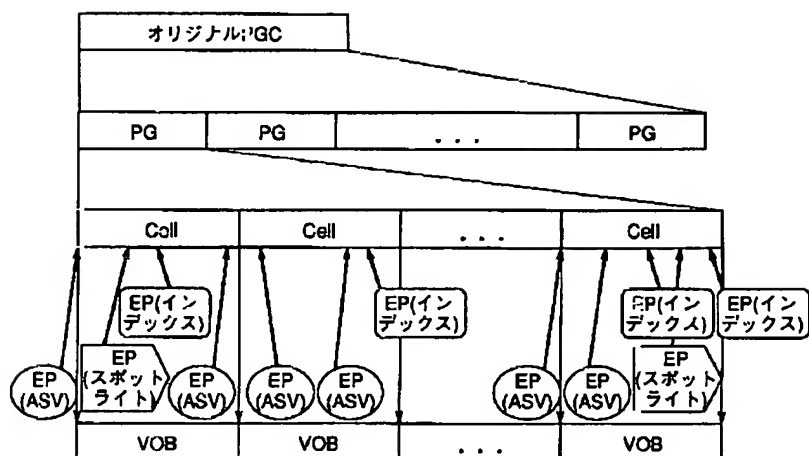 オリジナルPGC
PG PG ... PG
Cell Cell ... Cell
EP(イン
デックス)
EP(イン
デックス)
EP(イン
デックス)
EP(イン
デックス)
EP
(スポット
ライト)
EP
(スポット
ライト)
EP
(ASV)
EP
(ASV)
EP
(ASV)
EP
(ASV)
EP
(ASV)
EP
(ASV)
VOB VOB ... VOB